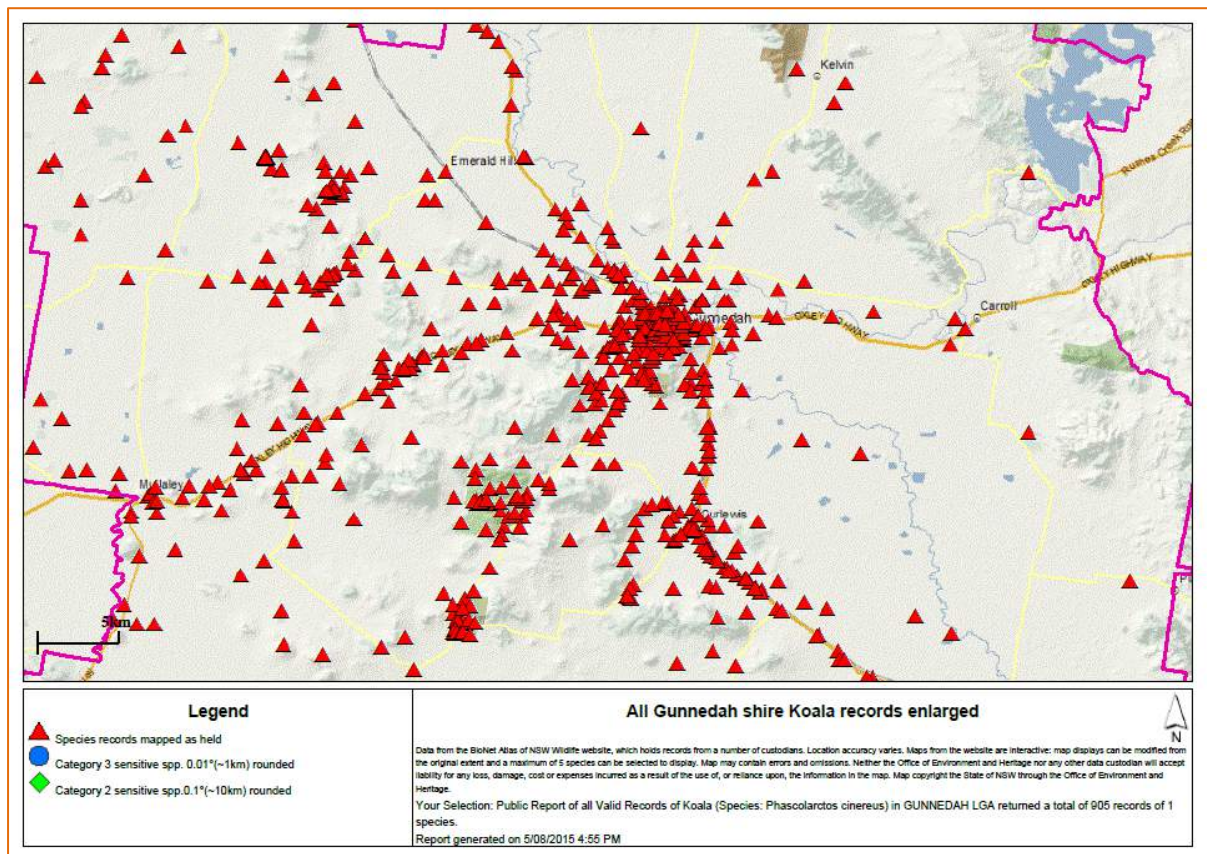 Kelvin
Emerald Hill
Rushes Creek Road
OXLEY HIGHWAY
Carroll
OXLEY HIGHWAY
Gunnedah
OXLEY HIGHWAY
Mullaley
Curlewis
5km
Legend
Species records mapped as held
Category 3 sensitive spp. 0.01°(~1km) rounded
Category 2 sensitive spp.0.1°(~10km) rounded
All Gunnedah shire Koala records enlarged
N
Data from the BioNet Atlas of NSW Wildlife website, which holds records from a number of custodians. Location accuracy varies. Maps from the website are interactive: map displays can be modified from
the original extent and a maximum of 5 species can be selected to display. Map may contain errors and omissions. Neither the Office of Environment and Heritage nor any other data custodian will accept
liability for any loss, damage, cost or expenses incurred as a result of the use of, or reliance upon, the information in the map. Map copyright the State of NSW through the Office of Environment and
Heritage.
Your Selection: Public Report of all Valid Records of Koala (Species: Phascolarctos cinereus) in GUNNEDAH LGA returned a total of 905 records of 1
species.
Report generated on 5/08/2015 4:55 PM